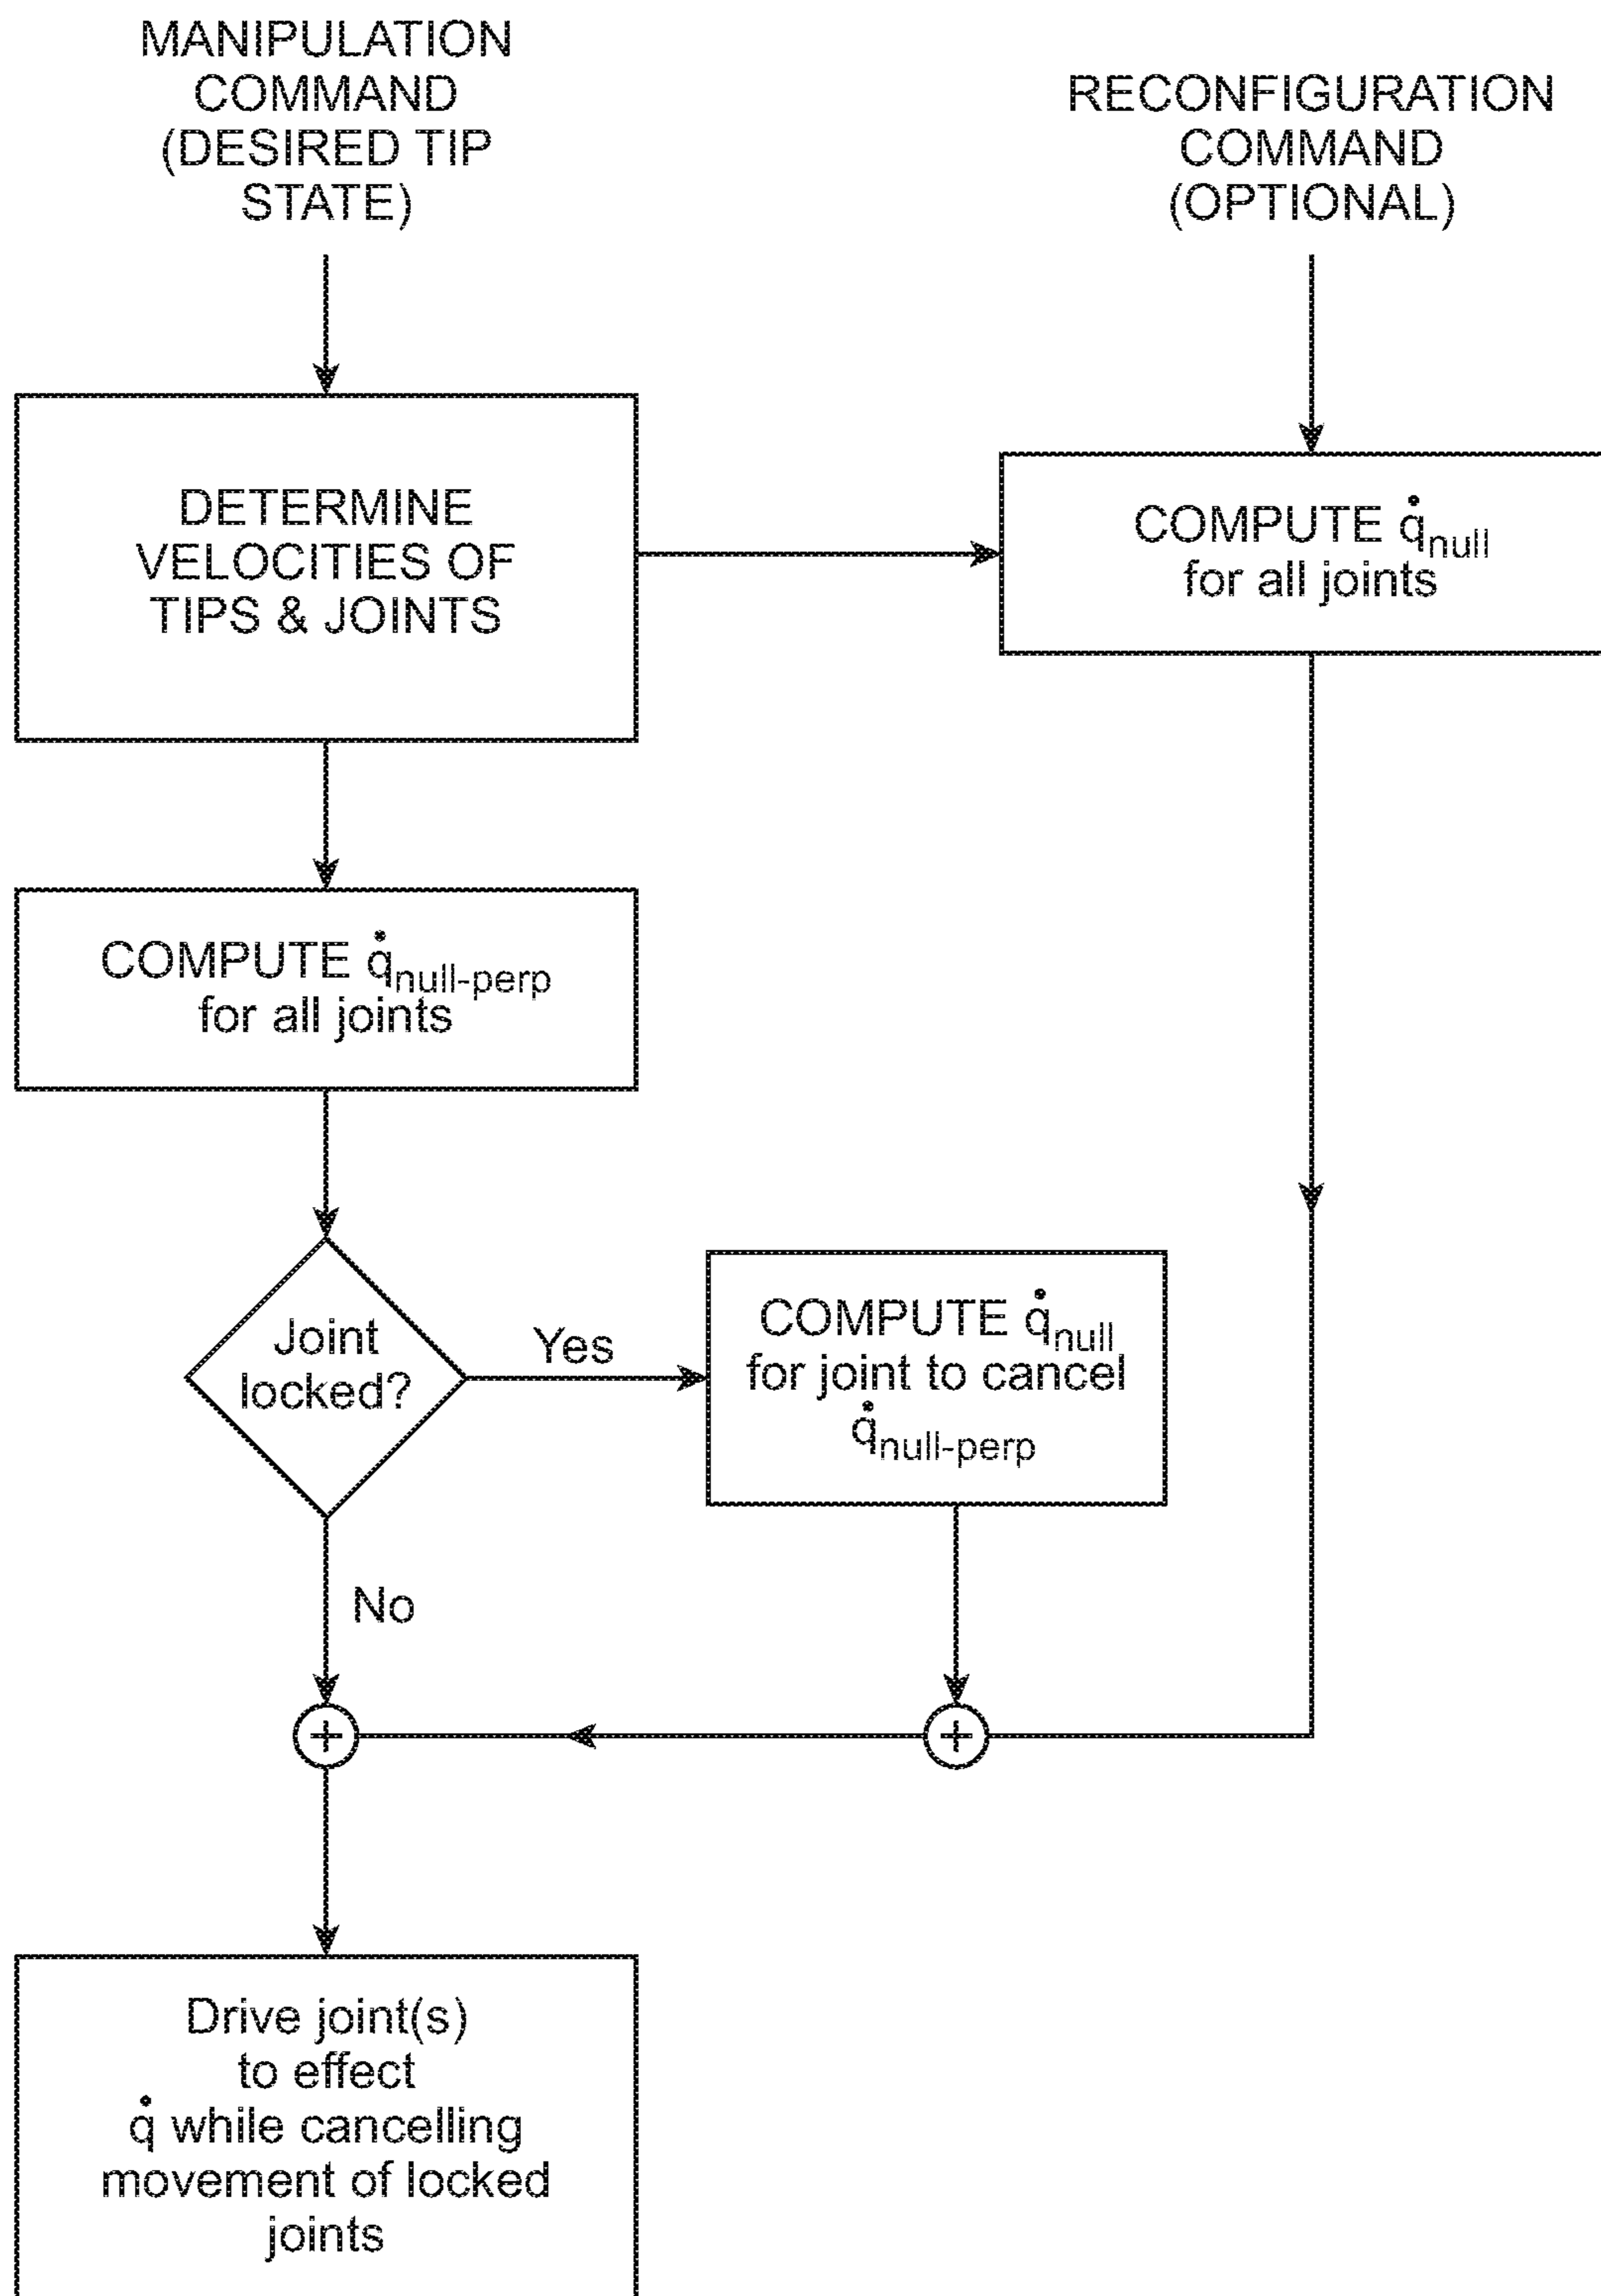 MANIPULATION
COMMAND
(DESIRED TIP
STATE)
RECONFIGURATION
COMMAND
(OPTIONAL)
DETERMINE
VELOCITIES OF
TIPS & JOINTS
COMPUTE q̇null
for all joints
COMPUTE q̇null-perp
for all joints
Joint
locked?
Yes
COMPUTE q̇null
for joint to cancel
q̇null-perp
No
+
+
Drive joint(s)
to effect
q̇ while cancelling
movement of locked
joints